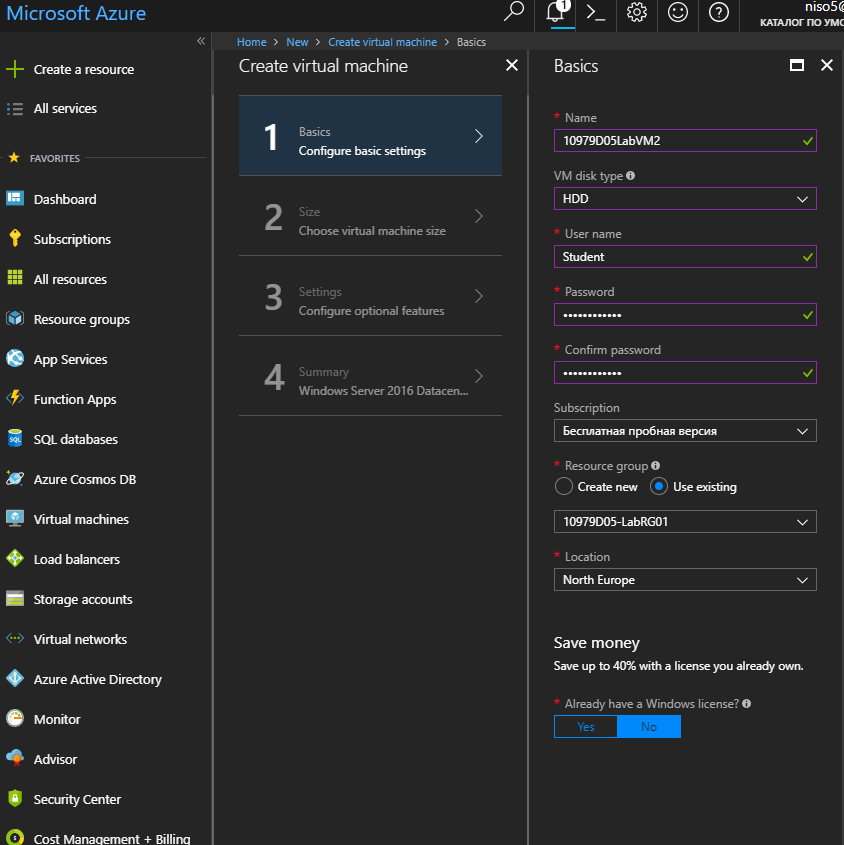 Microsoft Azure
1
niso5@
КАТАЛОГ ПО УМО
Home > New > Create virtual machine > Basics
Create a resource
All services
FAVORITES
Dashboard
Subscriptions
All resources
Resource groups
App Services
Function Apps
SQL databases
Azure Cosmos DB
Virtual machines
Load balancers
Storage accounts
Virtual networks
Azure Active Directory
Monitor
Advisor
Security Center
Cost Management + Billing
Create virtual machine
1
Basics
Configure basic settings
2
Size
Choose virtual machine size
3
Settings
Configure optional features
4
Summary
Windows Server 2016 Datacen...
Basics
* Name
10979D05LabVM2
VM disk type
HDD
* User name
Student
* Password
••••••••••••
* Confirm password
••••••••••••
Subscription
Бесплатная пробная версия
* Resource group
Create new Use existing
10979D05-LabRG01
* Location
North Europe
Save money
Save up to 40% with a license you already own.
* Already have a Windows license?
Yes No